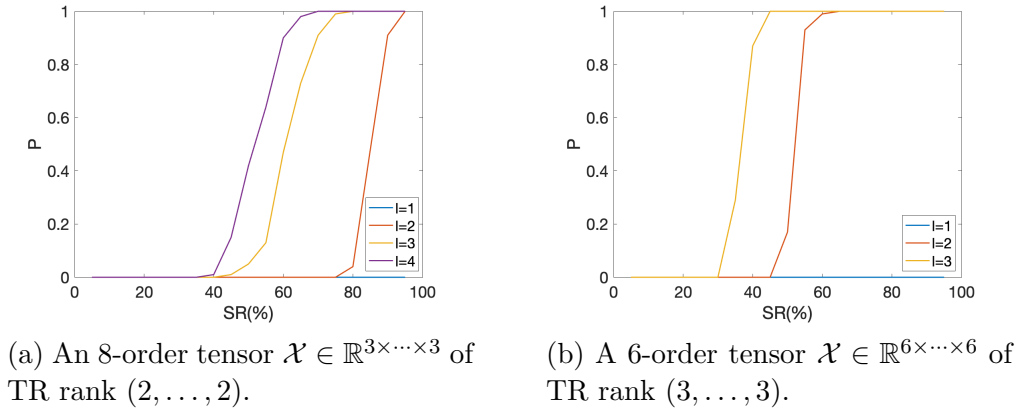 1
0.8
0.6
0.4
0.2
0
P
0 20 40 60 80 100
SR(%)
l=1
l=2
l=3
l=4
(a) An 8-order tensor 𝒳 ∈ ℝ^{3×···×3} of
TR rank (2, . . . , 2).
1
0.8
0.6
0.4
0.2
0
P
0 20 40 60 80 100
SR(%)
l=1
l=2
l=3
(b) A 6-order tensor 𝒳 ∈ ℝ^{6×···×6} of
TR rank (3, . . . , 3).